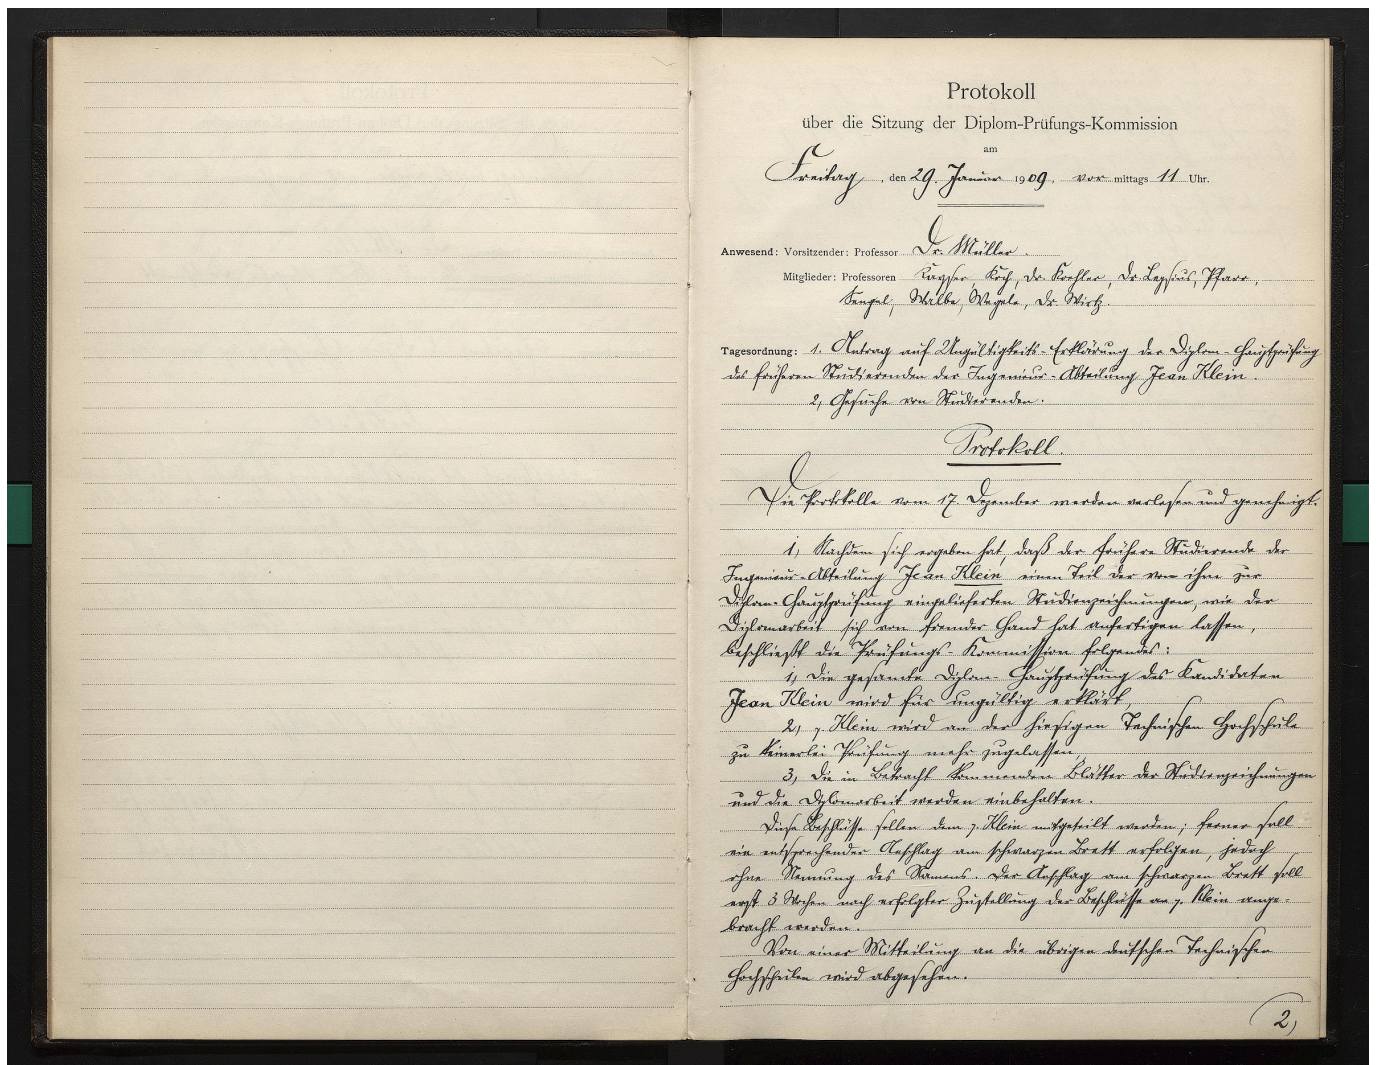 Protokoll
über die Sitzung der Diplom-Prüfungs-Kommission
am
Freitag, den 29. Januar 1909, vor mittags 11 Uhr.
Anwesend: Vorsitzender: Professor Dr. Müller.
Mitglieder: Professoren Kayser, Koch, Dr. Koehler, Dr. Lepsius, Pfarr,
Sengel, Walbe, Wegele, Dr. Wirtz.
Tagesordnung: 1. Antrag auf Ungültigkeits-Erklärung der Diplom-Hauptprüfung
des früheren Studierenden der Ingenieur-Abteilung Jean Klein.
2, Gesuche von Studierenden.
Protokoll.
Die Protokolle vom 17. Dezember werden verlesen und genehmigt.
1, Nachdem sich ergeben hat, daß der frühere Studierende der
Ingenieur-Abteilung Jean Klein einen Teil der von ihm zur
Diplom-Hauptprüfung eingelieferten Studienzeichnungen, wie der
Diplomarbeit sich von fremder Hand hat anfertigen lassen,
beschließt die Prüfungs-Kommission folgendes:
1, Die gesamte Diplom-Hauptprüfung des Kandidaten
Jean Klein wird für ungültig erklärt,
2, p. Klein wird an der hiesigen Technischen Hochschule
zu keinerlei Prüfung mehr zugelassen,
3, Die in Betracht kommenden Blätter der Studienzeichnungen
und die Diplomarbeit werden einbehalten.
Diese Beschlüsse sollen dem p. Klein mitgeteilt werden; ferner soll
ein entsprechender Anschlag am schwarzen Brett erfolgen, jedoch
ohne Nennung des Namens. Der Anschlag am schwarzen Brett soll
erst 3 Wochen nach erfolgter Zustellung der Beschlüsse an p. Klein ange-
bracht werden.
Von einer Mitteilung an die übrigen deutschen Technischen
Hochschulen wird abgesehen.
2,